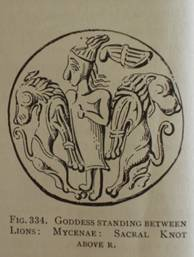 FIG. 334. GODDESS STANDING BETWEEN
LIONS: MYCENAE: SACRAL KNOT
ABOVE R.